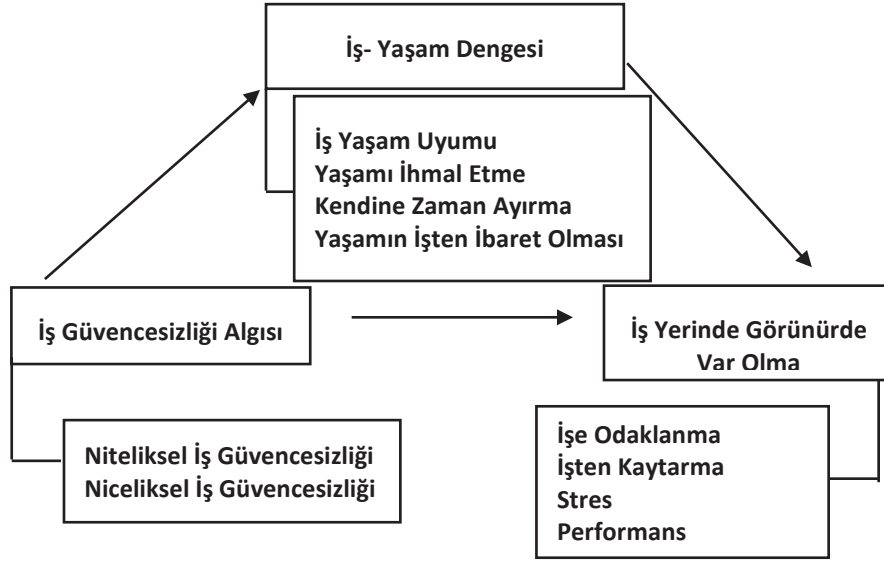 İş- Yaşam Dengesi
İş Yaşam Uyumu
Yaşamı İhmal Etme
Kendine Zaman Ayırma
Yaşamın İşten İbaret Olması
İş Güvencesizliği Algısı
Niteliksel İş Güvencesizliği
Niceliksel İş Güvencesizliği
İş Yerinde Görünürde
Var Olma
İşe Odaklanma
İşten Kaytarma
Stres
Performans